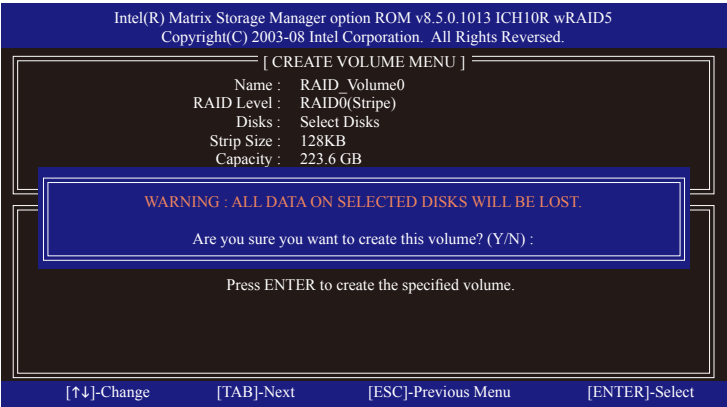 Intel(R) Matrix Storage Manager option ROM v8.5.0.1013 ICH10R wRAID5
Copyright(C) 2003-08 Intel Corporation. All Rights Reversed.
[ CREATE VOLUME MENU ]
Name : RAID_Volume0
RAID Level : RAID0(Stripe)
Disks : Select Disks
Strip Size : 128KB
Capacity : 223.6 GB
WARNING : ALL DATA ON SELECTED DISKS WILL BE LOST.
Are you sure you want to create this volume? (Y/N) :
Press ENTER to create the specified volume.
[↑↓]-Change [TAB]-Next [ESC]-Previous Menu [ENTER]-Select